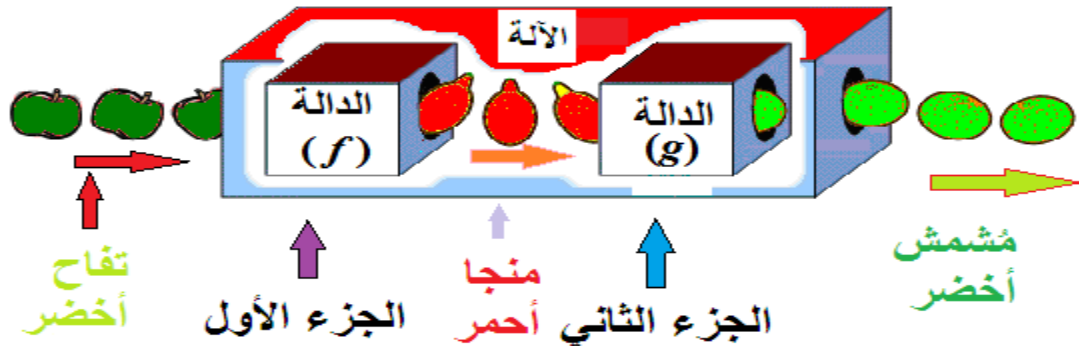 الآلة
الدالة
(f)
الدالة
(g)
تفاح
أخضر
الجزء الأول
منجا
أحمر
الجزء الثاني
مُشمش
أخضر